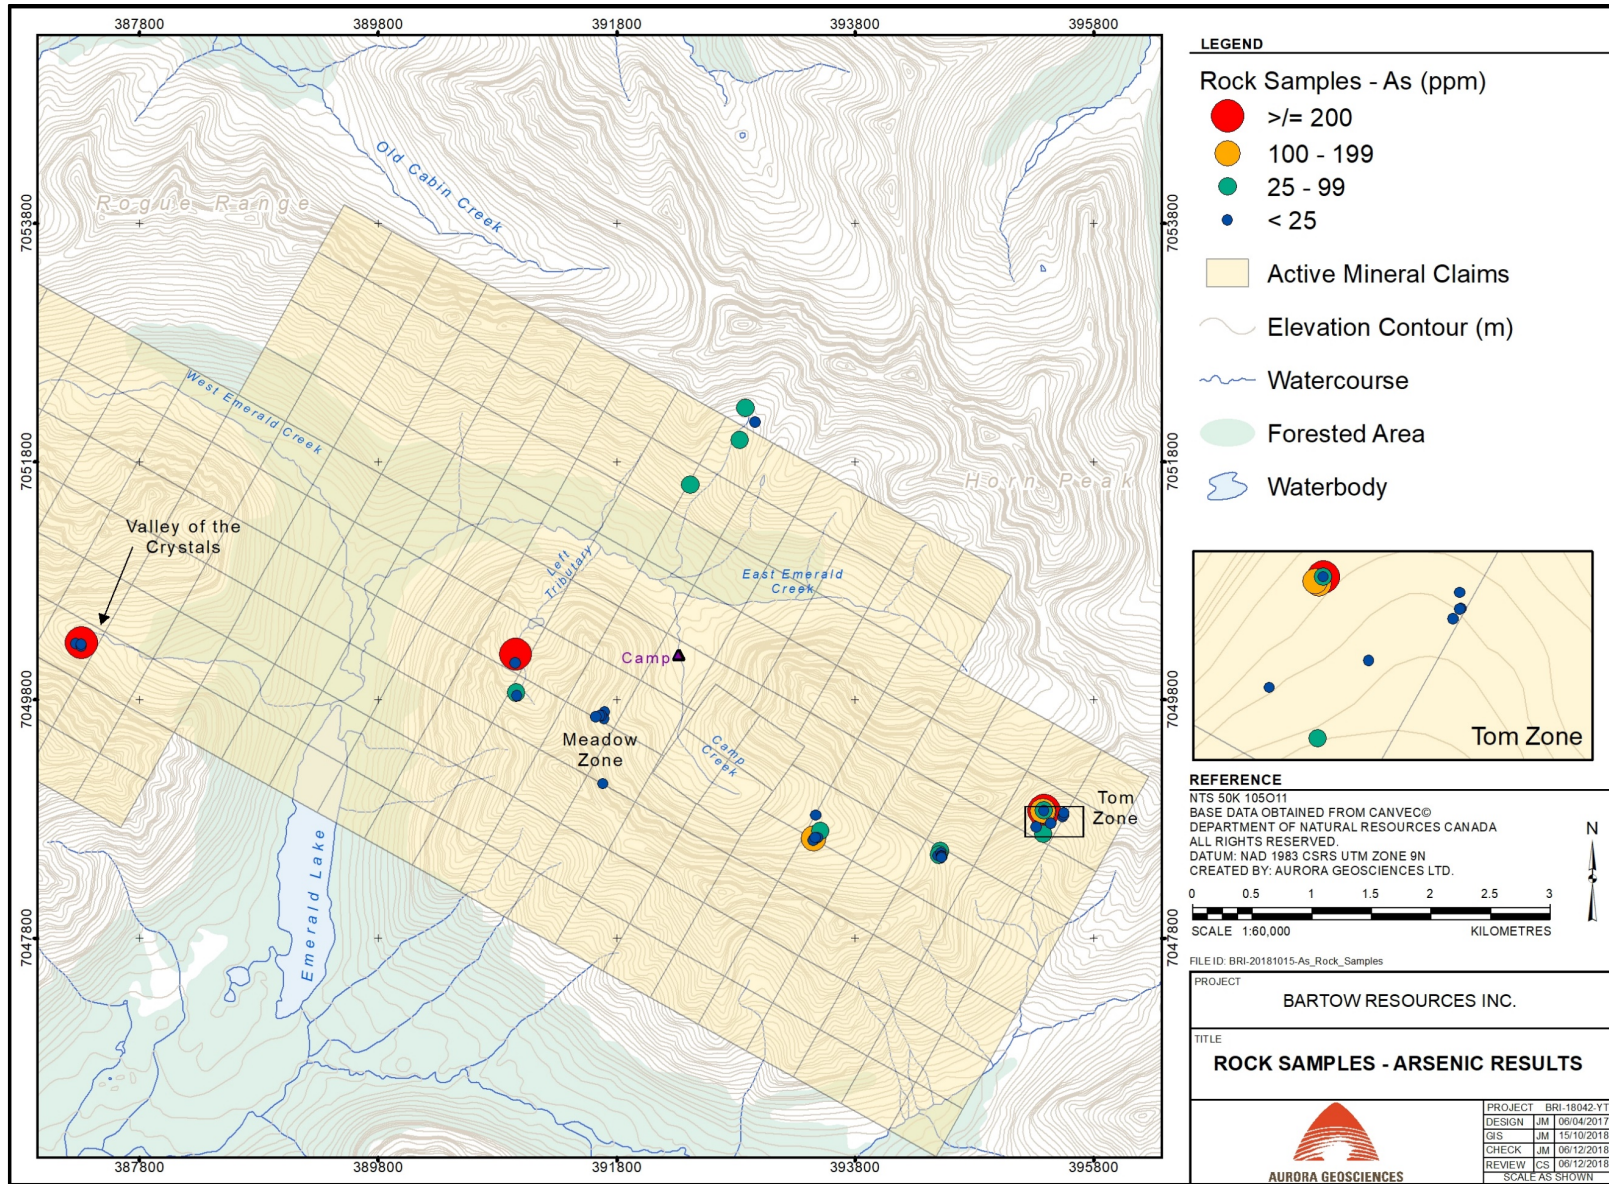 387800
389800
391800
393800
395800
7053800
7051800
7049800
7047800
Rogue Range
Old Cabin Creek
West Emerald Creek
Horn Peak
Valley of the
Crystals
Left
Tributary
East Emerald
Creek
Camp
Meadow
Zone
Camp
Creek
Tom
Zone
Emerald Lake
7053800
7051800
7049800
7047800
387800
389800
391800
393800
395800
LEGEND
Rock Samples - As (ppm)
>/= 200
100 - 199
25 - 99
< 25
Active Mineral Claims
Elevation Contour (m)
Watercourse
Forested Area
Waterbody
Tom Zone
REFERENCE
NTS 50K 105O11
BASE DATA OBTAINED FROM CANVEC©
DEPARTMENT OF NATURAL RESOURCES CANADA
ALL RIGHTS RESERVED.
DATUM: NAD 1983 CSRS UTM ZONE 9N
CREATED BY: AURORA GEOSCIENCES LTD.
N
0 0.5 1 1.5 2 2.5 3
SCALE 1:60,000 KILOMETRES
FILE ID: BRI-20181015-As_Rock_Samples
PROJECT
BARTOW RESOURCES INC.
TITLE
ROCK SAMPLES - ARSENIC RESULTS
AURORA GEOSCIENCES
PROJECT BRI-18042-YT
DESIGN JM 06/04/2017
GIS JM 15/10/2018
CHECK JM 06/12/2018
REVIEW CS 06/12/2018
SCALE AS SHOWN